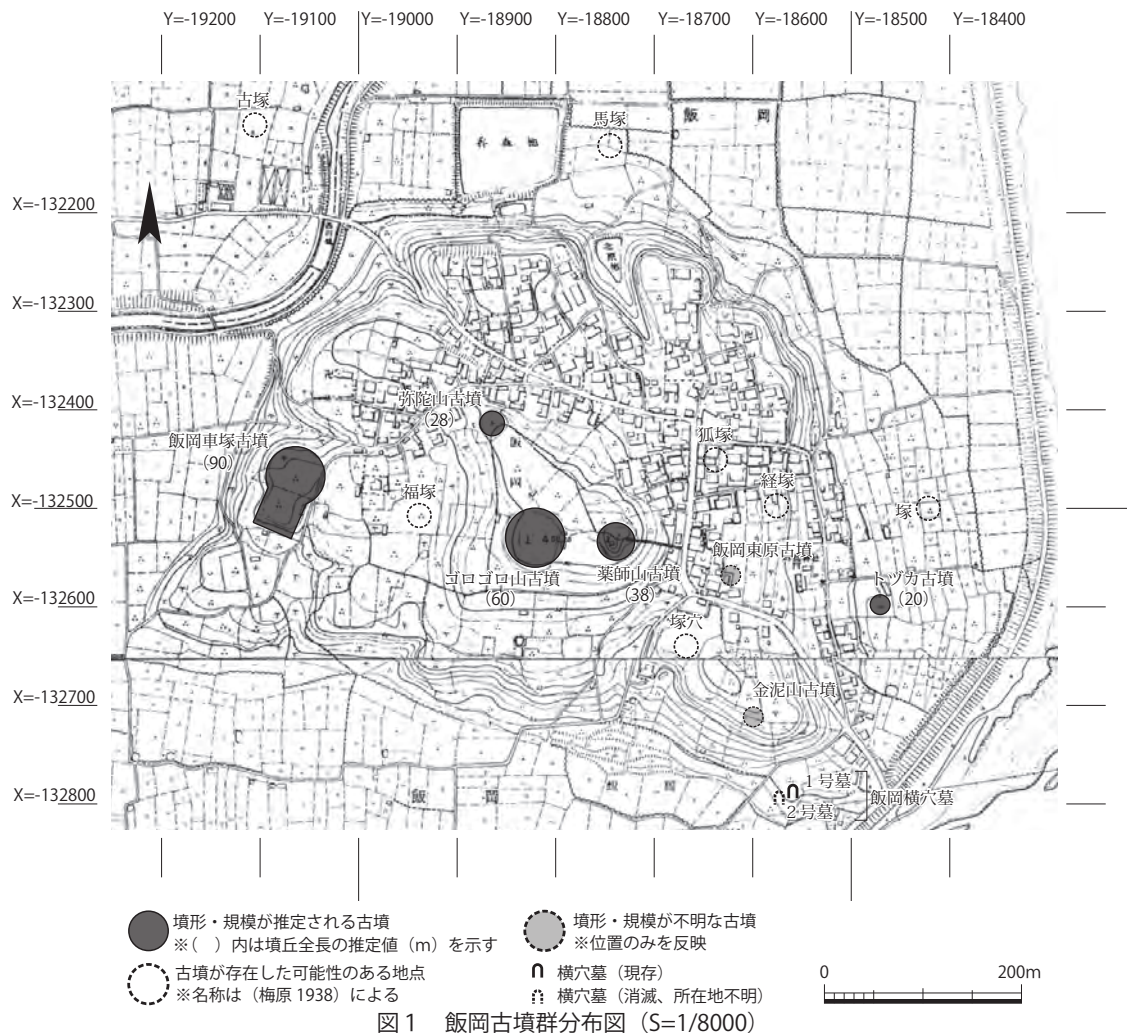 Y=-19200 Y=-19100 Y=-19000 Y=-18900 Y=-18800 Y=-18700 Y=-18600 Y=-18500 Y=-18400
古塚
馬塚
飯 岡
X=-132200
X=-132300
X=-132400
弥陀山古墳
(28)
飯岡車塚古墳
(90)
狐塚
経塚
福塚
塚
X=-132500
飯岡東原古墳
ゴロゴロ山古墳
(60)
薬師山古墳
(38)
トヅカ古墳
(20)
X=-132600
塚穴
金泥山古墳
X=-132700
1号墓
2号墓
飯岡横穴墓
X=-132800
飯 岡
墳形・規模が推定される古墳
※( )内は墳丘全長の推定値(m)を示す
古墳が存在した可能性のある地点
※名称は(梅原 1938)による
墳形・規模が不明な古墳
※位置のみを反映
横穴墓(現存)
横穴墓(消滅、所在地不明)
0 200m
図1 飯岡古墳群分布図(S=1/8000)